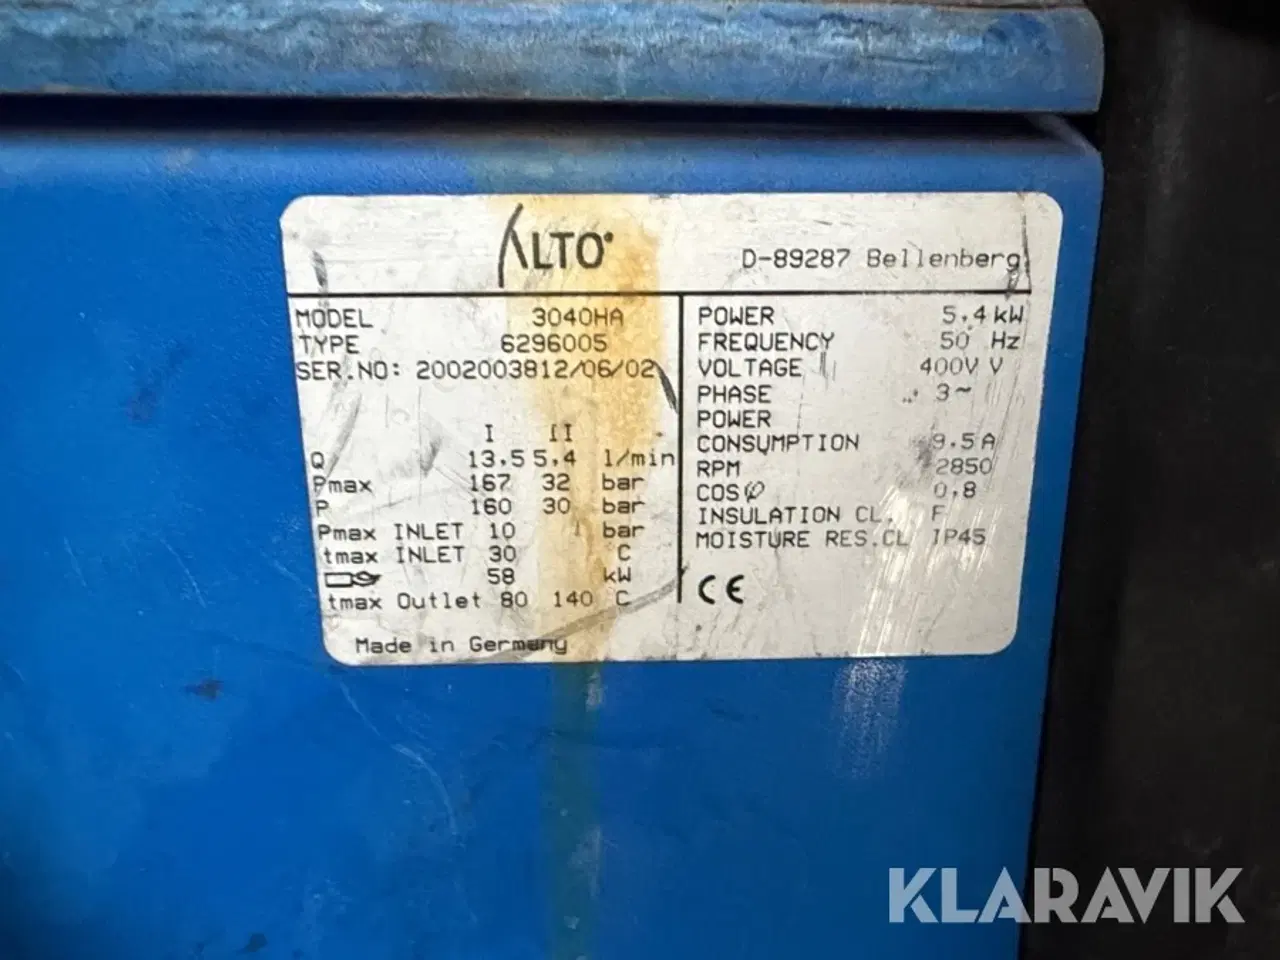 ALTO
D-89287 Bellenberg
MODEL 3040HA
TYPE 6296005
SER.NO: 2002003812/06/02
I II
Q 13,5 5,4 l/min
Pmax 167 32 bar
P 160 30 bar
Pmax INLET 10 bar
tmax INLET 30 C
58 kW
tmax Outlet 80 140 C
Made in Germany
POWER 5,4 kW
FREQUENCY 50 Hz
VOLTAGE 400V V
PHASE 3~
POWER
CONSUMPTION 9.5 A
RPM 2850
COSφ 0,8
INSULATION CL. F
MOISTURE RES.CL IP45
CE
KLARAVIK